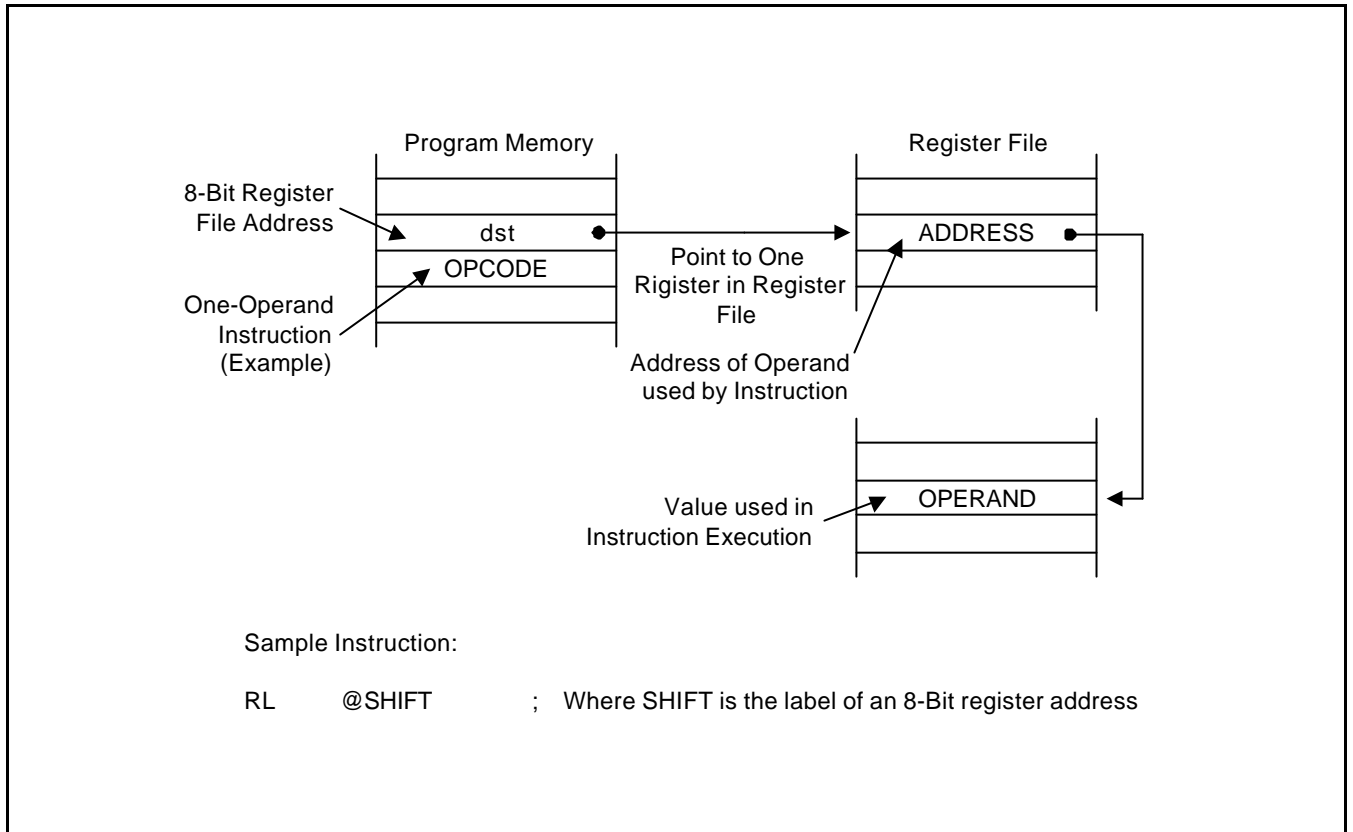 Program Memory
Register File
8-Bit Register
File Address
dst
ADDRESS
OPCODE
Point to One
Rigister in Register
File
One-Operand
Instruction
(Example)
Address of Operand
used by Instruction
OPERAND
Value used in
Instruction Execution
Sample Instruction:
RL @SHIFT ; Where SHIFT is the label of an 8-Bit register address